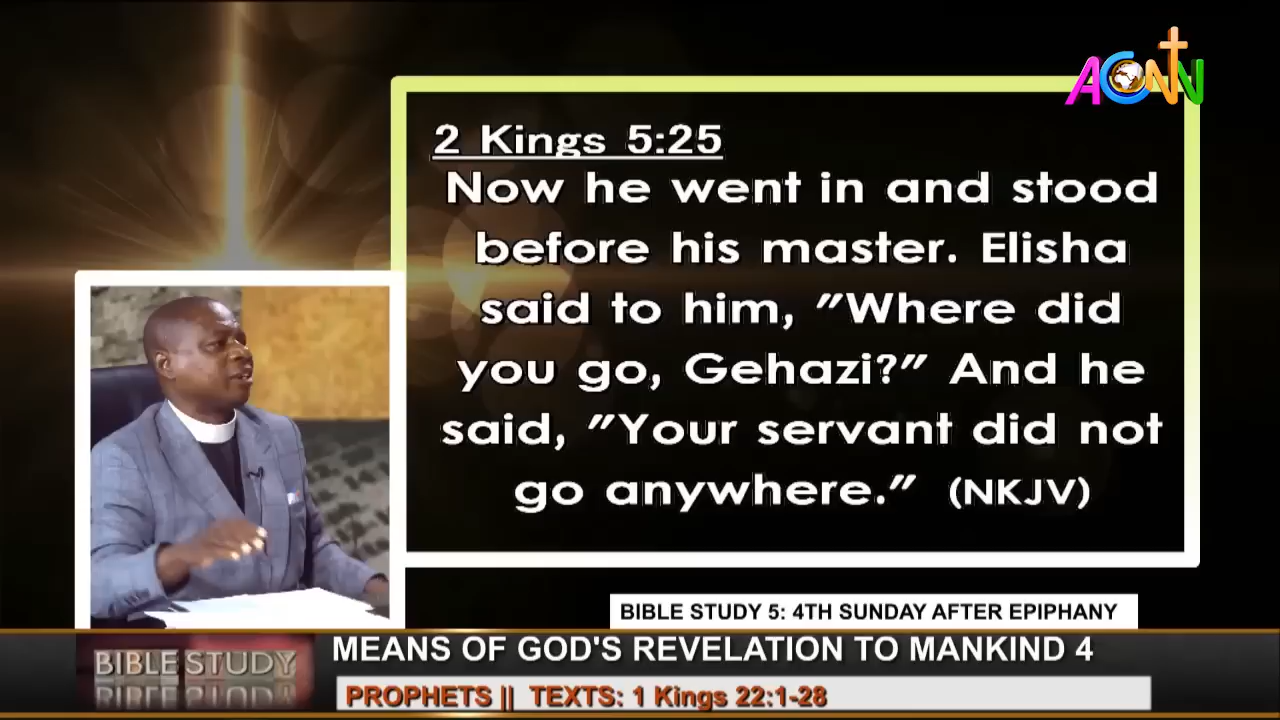 ACNN
2 Kings 5:25
Now he went in and stood
before his master. Elisha
said to him, "Where did
you go, Gehazi?" And he
said, "Your servant did not
go anywhere." (NKJV)
BIBLE STUDY 5: 4TH SUNDAY AFTER EPIPHANY
BIBLE STUDY
MEANS OF GOD'S REVELATION TO MANKIND 4
PROPHETS || TEXTS: 1 Kings 22:1-28